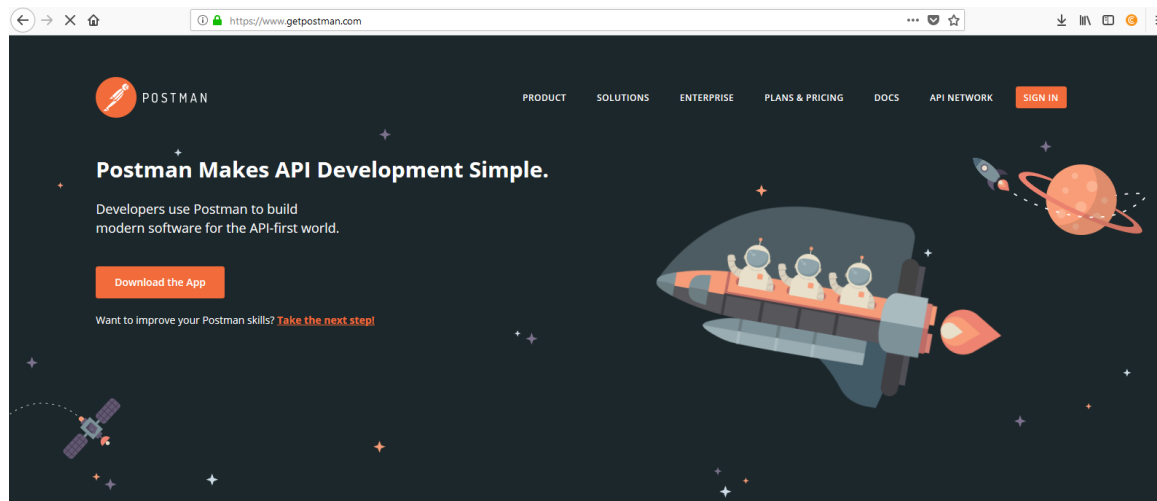 https://www.getpostman.com
POSTMAN
PRODUCT SOLUTIONS ENTERPRISE PLANS & PRICING DOCS API NETWORK SIGN IN
Postman Makes API Development Simple.
Developers use Postman to build
modern software for the API-first world.
Download the App
Want to improve your Postman skills? Take the next step!